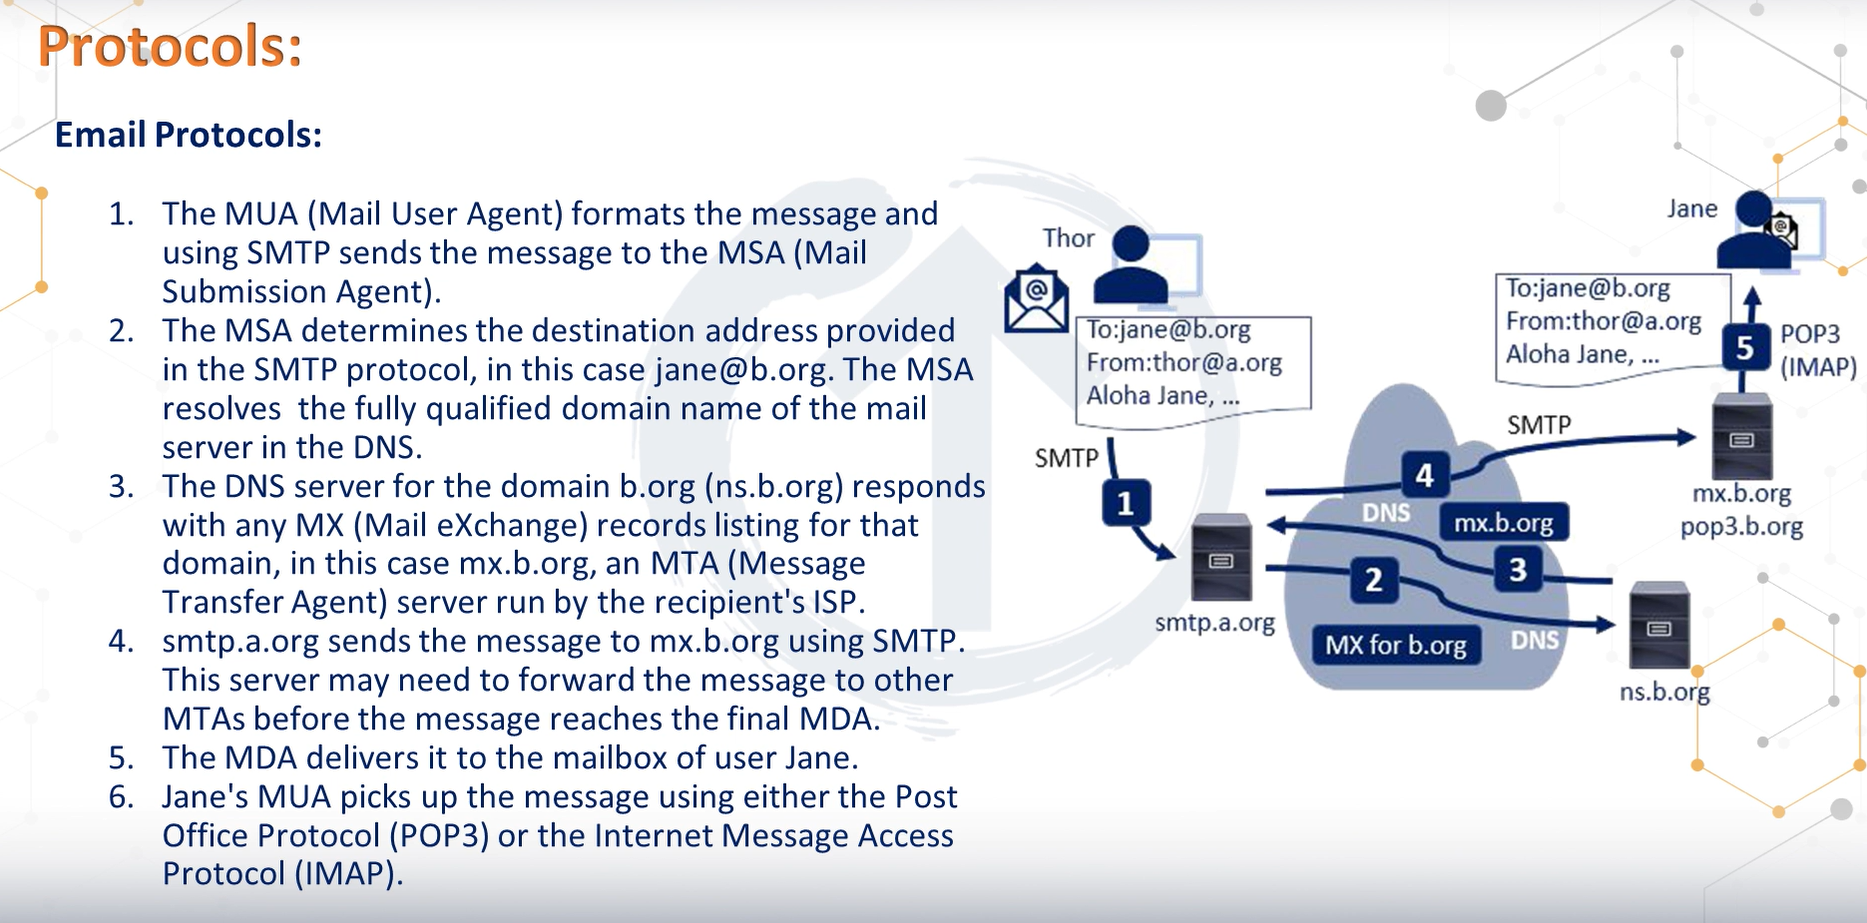 Protocols:
Email Protocols:
1. The MUA (Mail User Agent) formats the message and
using SMTP sends the message to the MSA (Mail
Submission Agent).
2. The MSA determines the destination address provided
in the SMTP protocol, in this case jane@b.org. The MSA
resolves  the fully qualified domain name of the mail
server in the DNS.
3. The DNS server for the domain b.org (ns.b.org) responds
with any MX (Mail eXchange) records listing for that
domain, in this case mx.b.org, an MTA (Message
Transfer Agent) server run by the recipient's ISP.
4. smtp.a.org sends the message to mx.b.org using SMTP.
This server may need to forward the message to other
MTAs before the message reaches the final MDA.
5. The MDA delivers it to the mailbox of user Jane.
6. Jane's MUA picks up the message using either the Post
Office Protocol (POP3) or the Internet Message Access
Protocol (IMAP).
Thor
@
To:jane@b.org
From:thor@a.org
Aloha Jane, ...
SMTP
1
smtp.a.org
2
DNS
MX for b.org
ns.b.org
3
mx.b.org
DNS
4
SMTP
mx.b.org
pop3.b.org
5
POP3
(IMAP)
To:jane@b.org
From:thor@a.org
Aloha Jane, ...
Jane
@